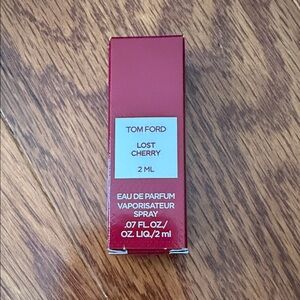 TOM FORD
LOST
CHERRY
2 ML
EAU DE PARFUM
VAPORISATEUR
SPRAY
.07 FL.OZ./
OZ. LIQ./2 ml